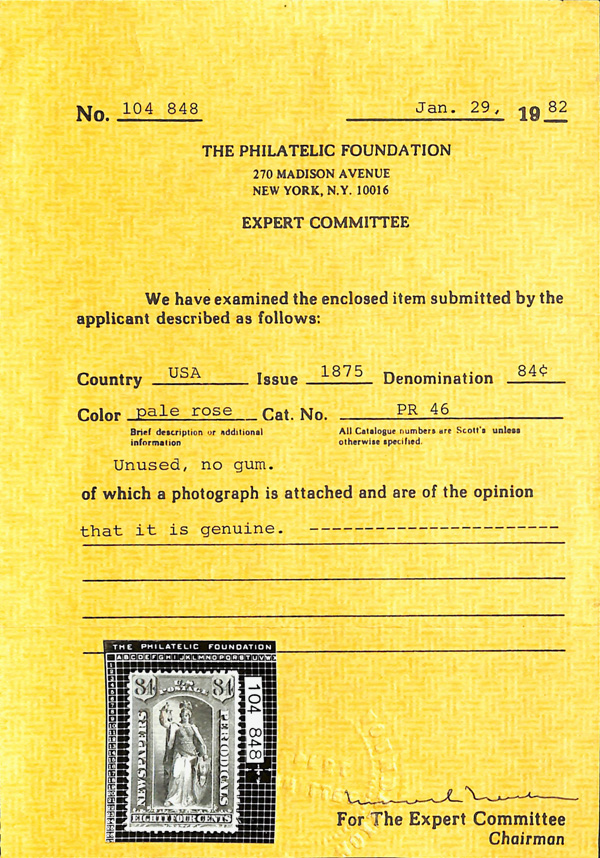 No. 104 848 Jan. 29, 19 82
THE PHILATELIC FOUNDATION
270 MADISON AVENUE
NEW YORK, N.Y. 10016
EXPERT COMMITTEE
We have examined the enclosed item submitted by the
applicant described as follows:
Country USA Issue 1875 Denomination 84¢
Color pale rose Cat. No. PR 46
Brief description or additional
information
All Catalogue numbers are Scott's unless
otherwise specified.
Unused, no gum.
of which a photograph is attached and are of the opinion
that it is genuine. -----------------------
THE PHILATELIC FOUNDATION
ABCDEFGHIJKLMNOPQRSTUVW
84 U.S. 84
POSTAGE
NEWSPAPERS
PERIODICALS
EIGHTY FOUR CENTS
104 848
For The Expert Committee
Chairman